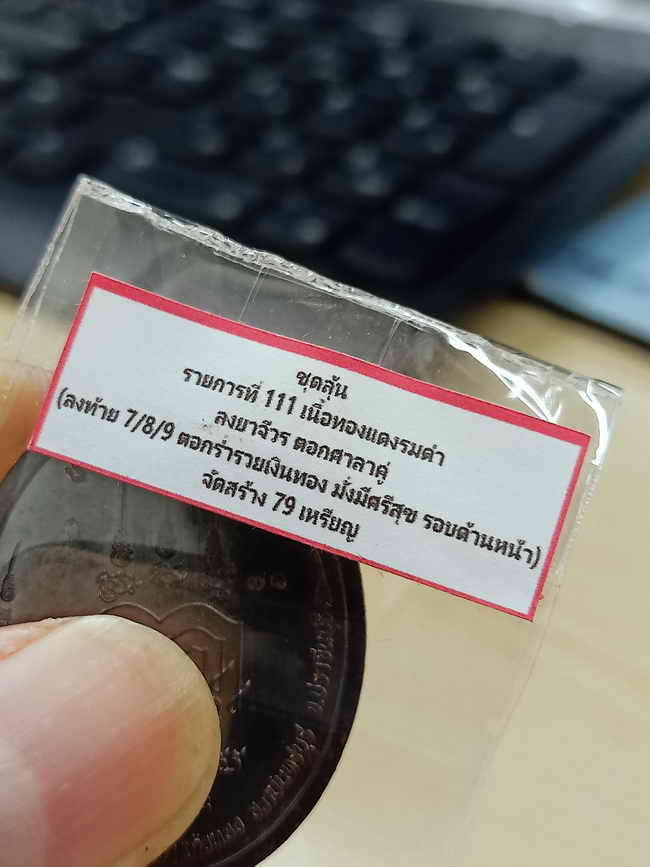 ชุดลุ้น
รายการที่ 111 เนื้อทองแดงรมดำ
ลงยาจีวร ตอกศาลาคู่
(ลงท้าย 7/8/9 ตอกร่ำรวยเงินทอง มั่งมีศรีสุข รอบด้านหน้า)
จัดสร้าง 79 เหรียญ